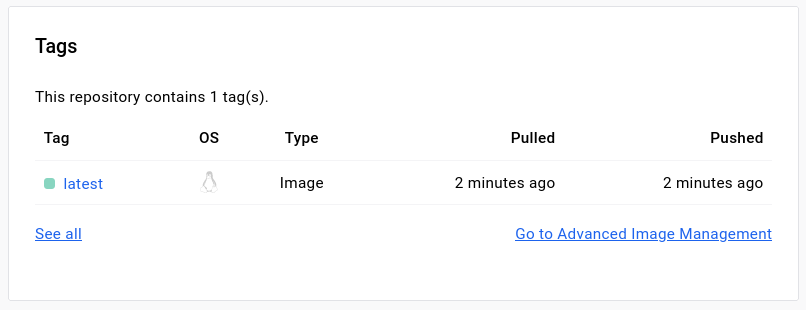 Tags
This repository contains 1 tag(s).
Tag OS Type Pulled Pushed
latest Image 2 minutes ago 2 minutes ago
See all Go to Advanced Image Management